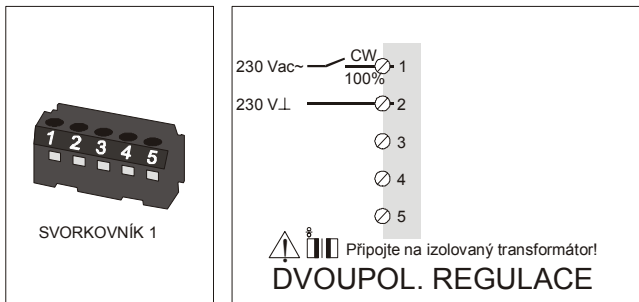 1 2 3 4 5
SVORKOVNÍK 1
230 Vac~ CW 1
100%
230 V⊥ 2
3
4
5
Připojte na izolovaný transformátor!
DVOUPOL. REGULACE